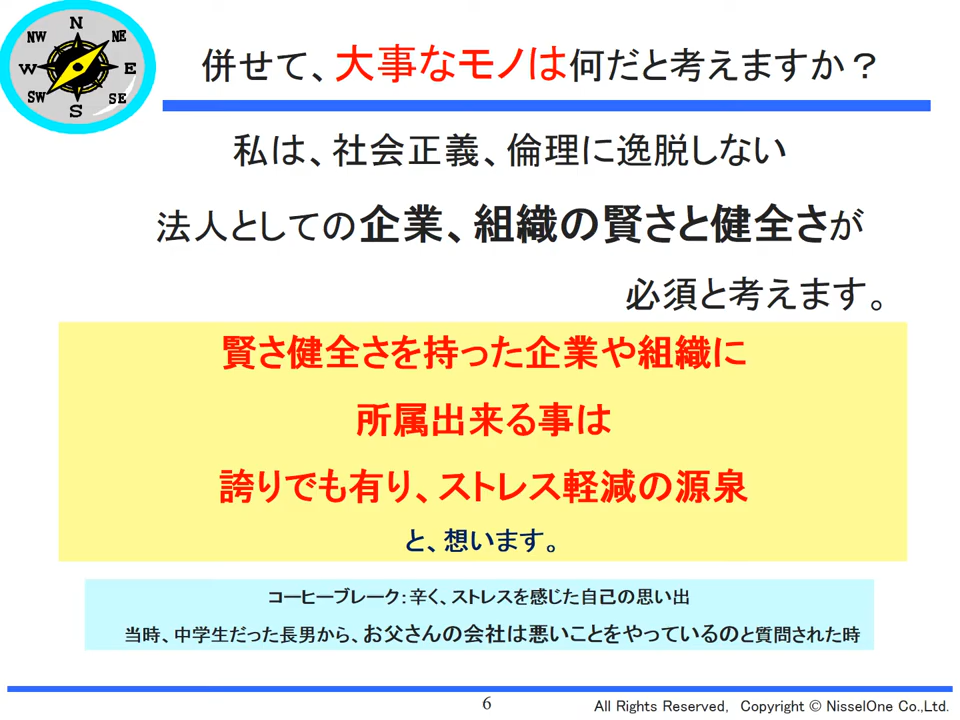 N
NW NE
W E
SW SE
S
併せて、大事なモノは何だと考えますか？
私は、社会正義、倫理に逸脱しない
法人としての企業、組織の賢さと健全さが
必須と考えます。
賢さ健全さを持った企業や組織に
所属出来る事は
誇りでも有り、ストレス軽減の源泉
と、想います。
コーヒーブレーク：辛く、ストレスを感じた自己の思い出
当時、中学生だった長男から、お父さんの会社は悪いことをやっているのと質問された時
6
All Rights Reserved, Copyright © NisselOne Co.,Ltd.